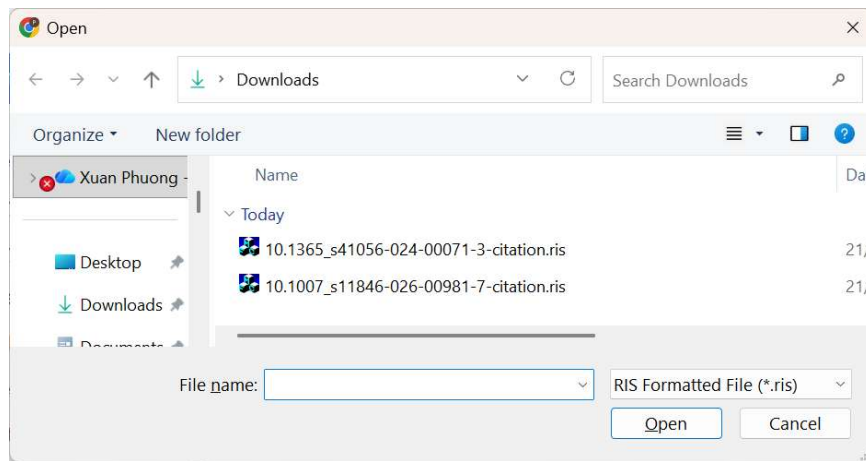 Open
Downloads
Search Downloads
Organize
New folder
Xuan Phuong -
Name
Da
Today
10.1365_s41056-024-00071-3-citation.ris
21/
Desktop
10.1007_s11846-026-00981-7-citation.ris
21/
Downloads
Documents
File name:
RIS Formatted File (*.ris)
Open
Cancel